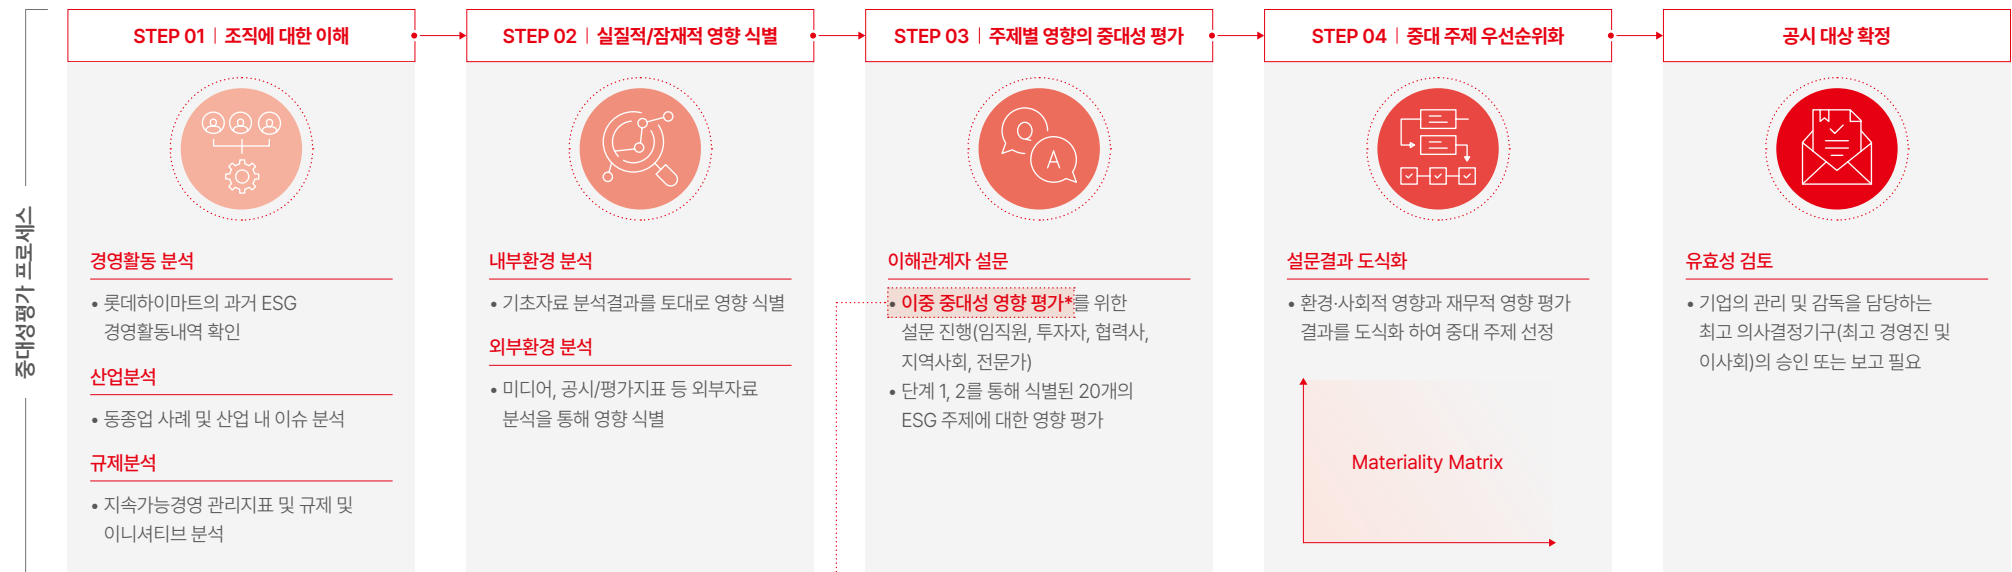 중대성평가 프로세스
STEP 01 | 조직에 대한 이해
경영활동 분석
• 롯데하이마트의 과거 ESG
경영활동내역 확인
산업분석
• 동종업 사례 및 산업 내 이슈 분석
규제분석
• 지속가능경영 관리지표 및 규제 및
이니셔티브 분석
STEP 02 | 실질적/잠재적 영향 식별
내부환경 분석
• 기초자료 분석결과를 토대로 영향 식별
외부환경 분석
• 미디어, 공시/평가지표 등 외부자료
분석을 통해 영향 식별
STEP 03 | 주제별 영향의 중대성 평가
Q
A
이해관계자 설문
• 이중 중대성 영향 평가*를 위한
설문 진행(임직원, 투자자, 협력사,
지역사회, 전문가)
• 단계 1, 2를 통해 식별된 20개의
ESG 주제에 대한 영향 평가
STEP 04 | 중대 주제 우선순위화
설문결과 도식화
• 환경·사회적 영향과 재무적 영향 평가
결과를 도식화 하여 중대 주제 선정
Materiality Matrix
공시 대상 확정
유효성 검토
• 기업의 관리 및 감독을 담당하는
최고 의사결정기구(최고 경영진 및
이사회)의 승인 또는 보고 필요